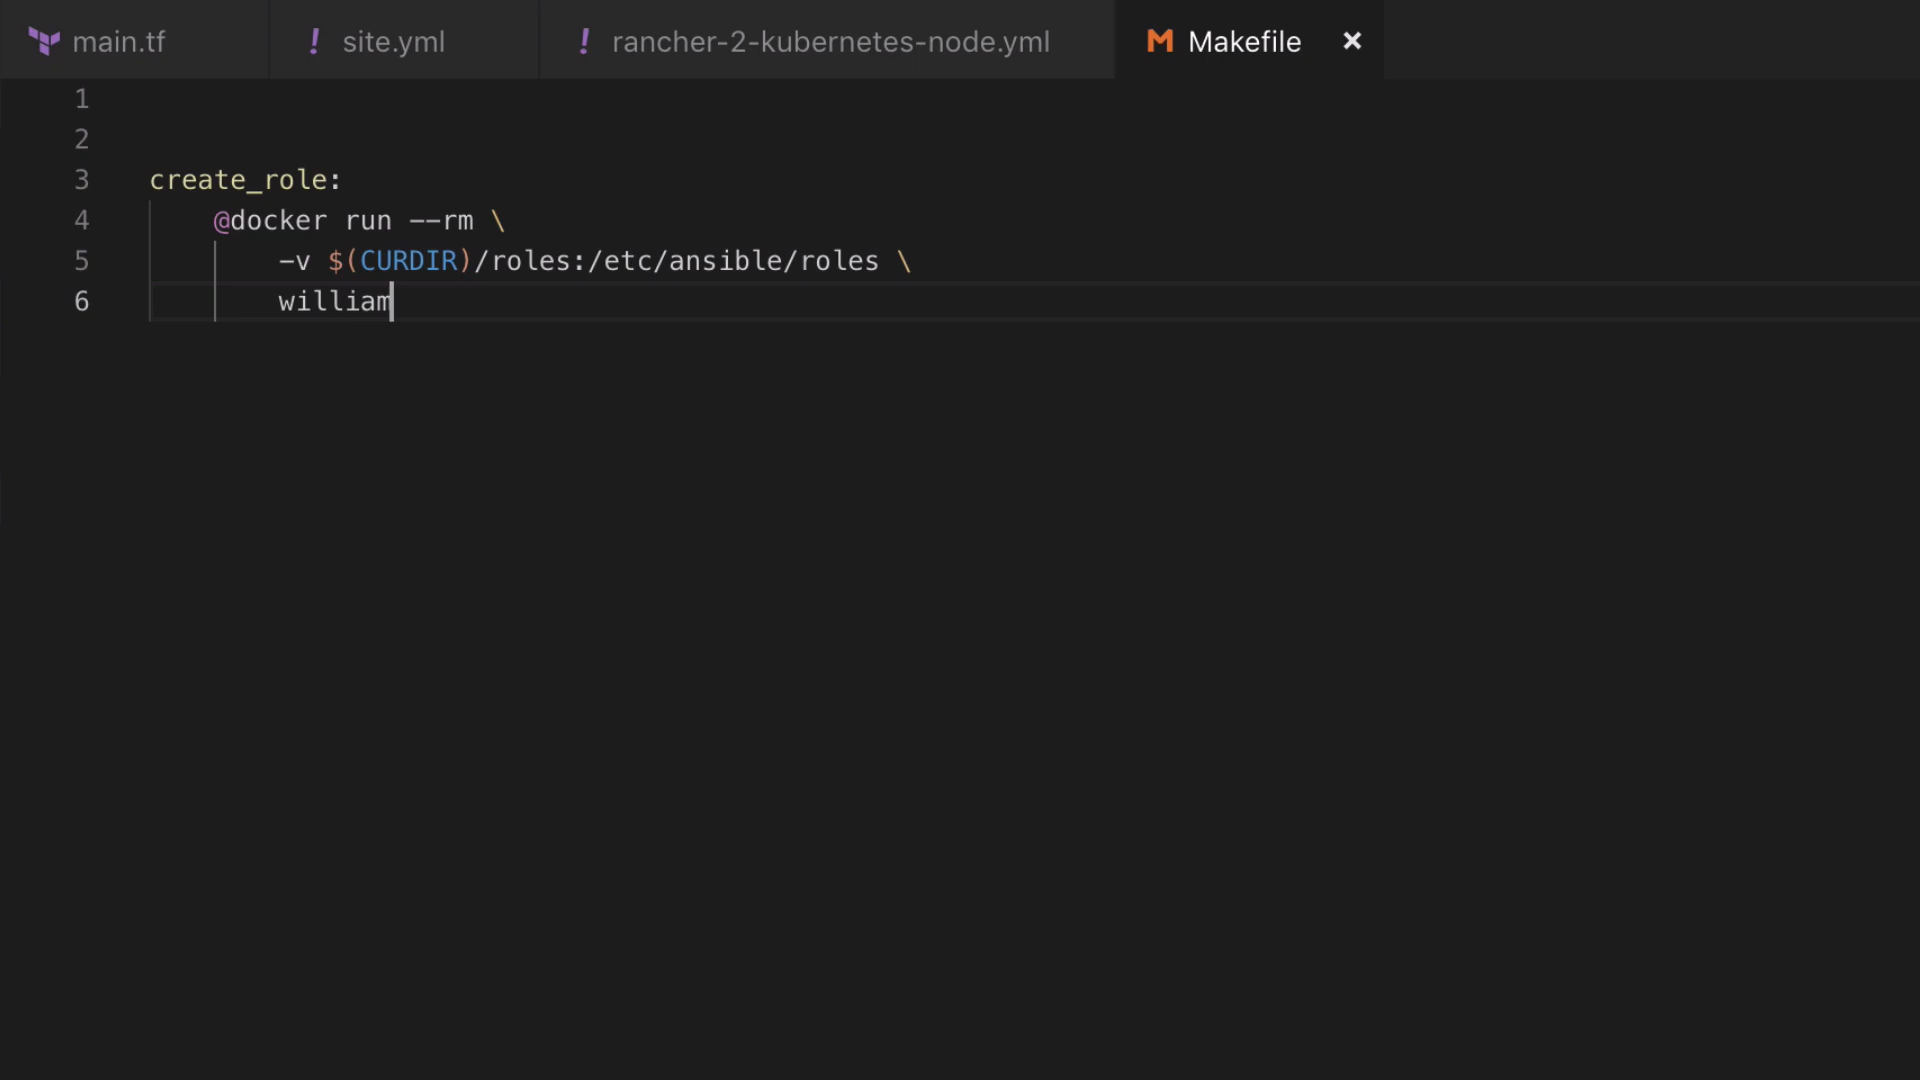 main.tf ! site.yml ! rancher-2-kubernetes-node.yml M Makefile ×
1
2
3 create_role:
4 @docker run --rm \
5 -v $(CURDIR)/roles:/etc/ansible/roles \
6 william